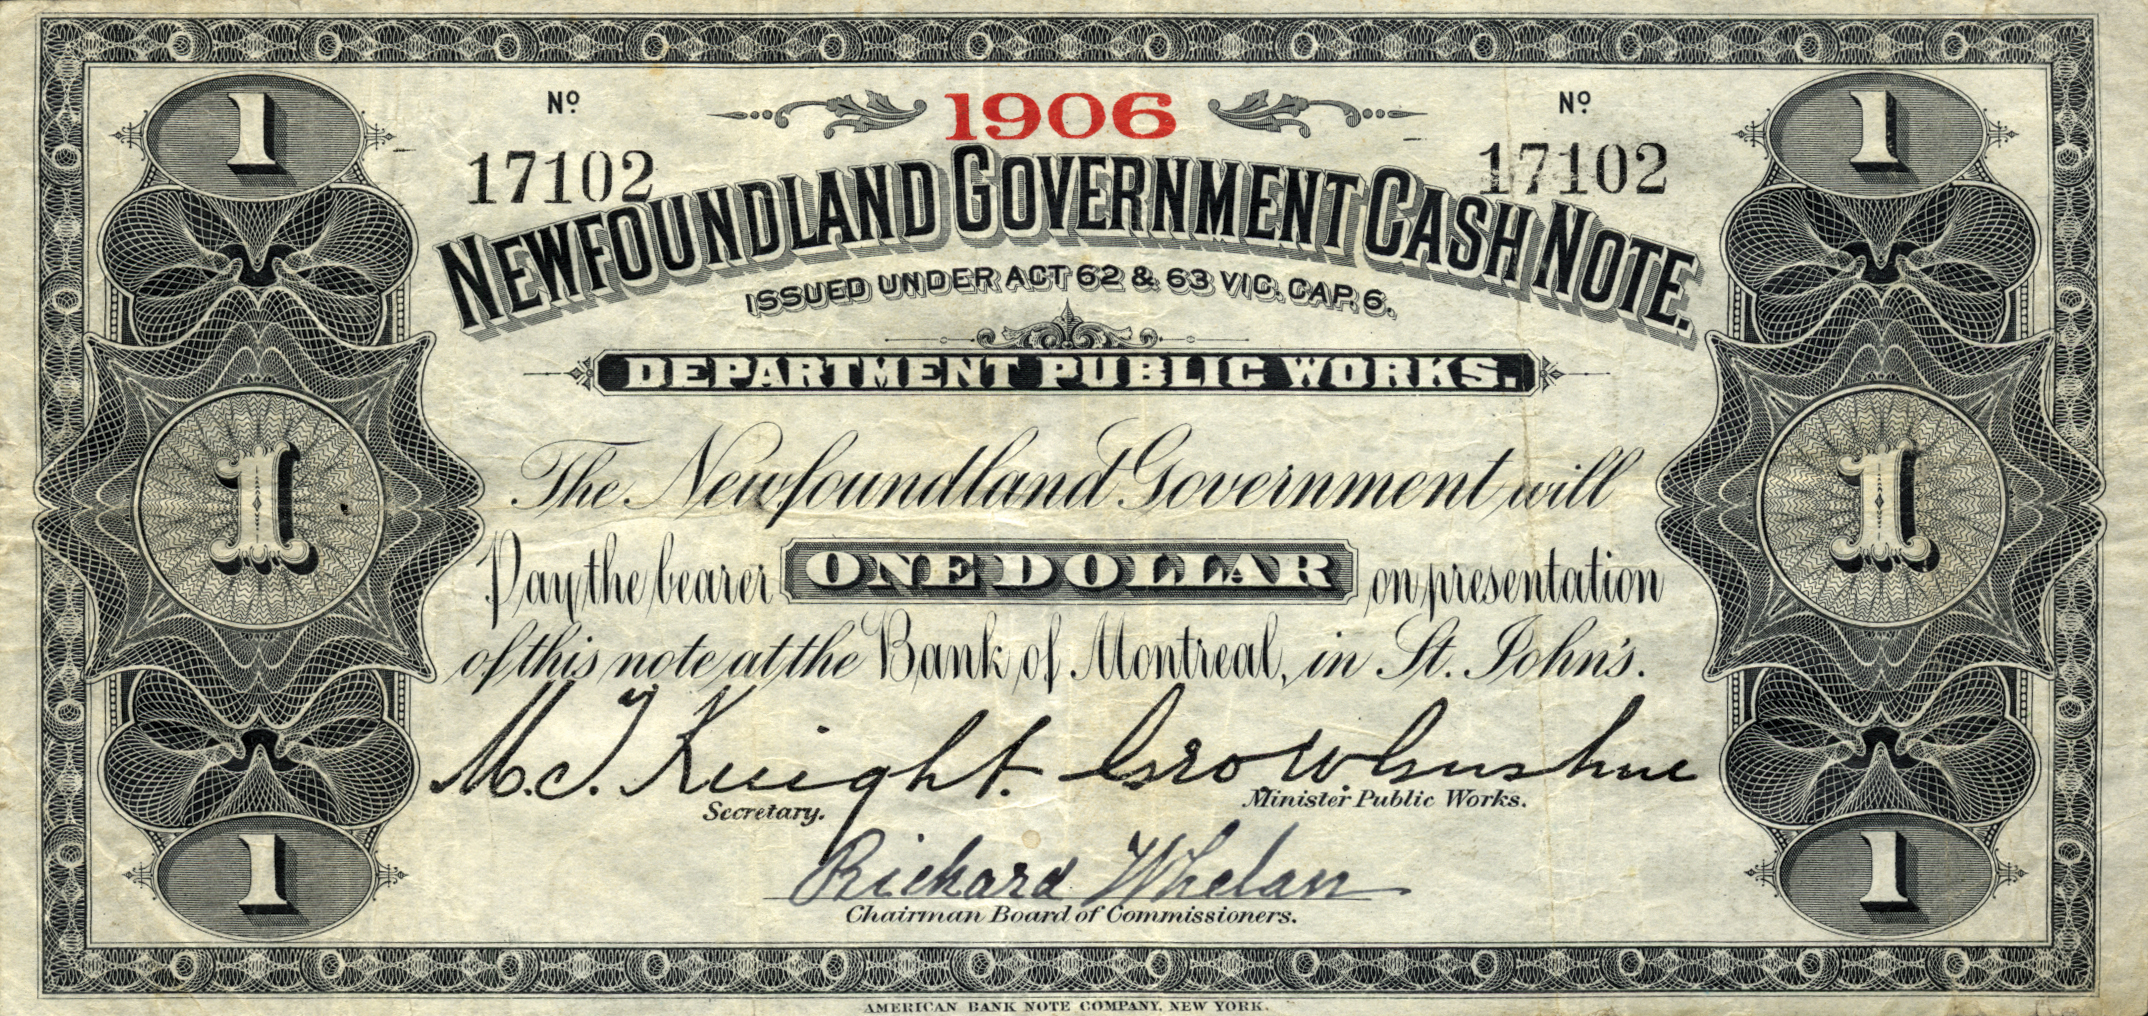 1 Nº 1906 Nº 1
17102 17102
NEWFOUNDLAND GOVERNMENT CASH NOTE.
ISSUED UNDER ACT 62 & 63 VIC. CAP. 6.
DEPARTMENT PUBLIC WORKS.
The Newfoundland Government will
1 Pay the bearer ONE DOLLAR on presentation 1
of this note at the Bank of Montreal, in St. John's.
M.J. Knight. Geo W. Gushue
Secretary. Minister Public Works.
1 Richard Whelan 1
Chairman Board of Commissioners.
AMERICAN BANK NOTE COMPANY, NEW YORK.